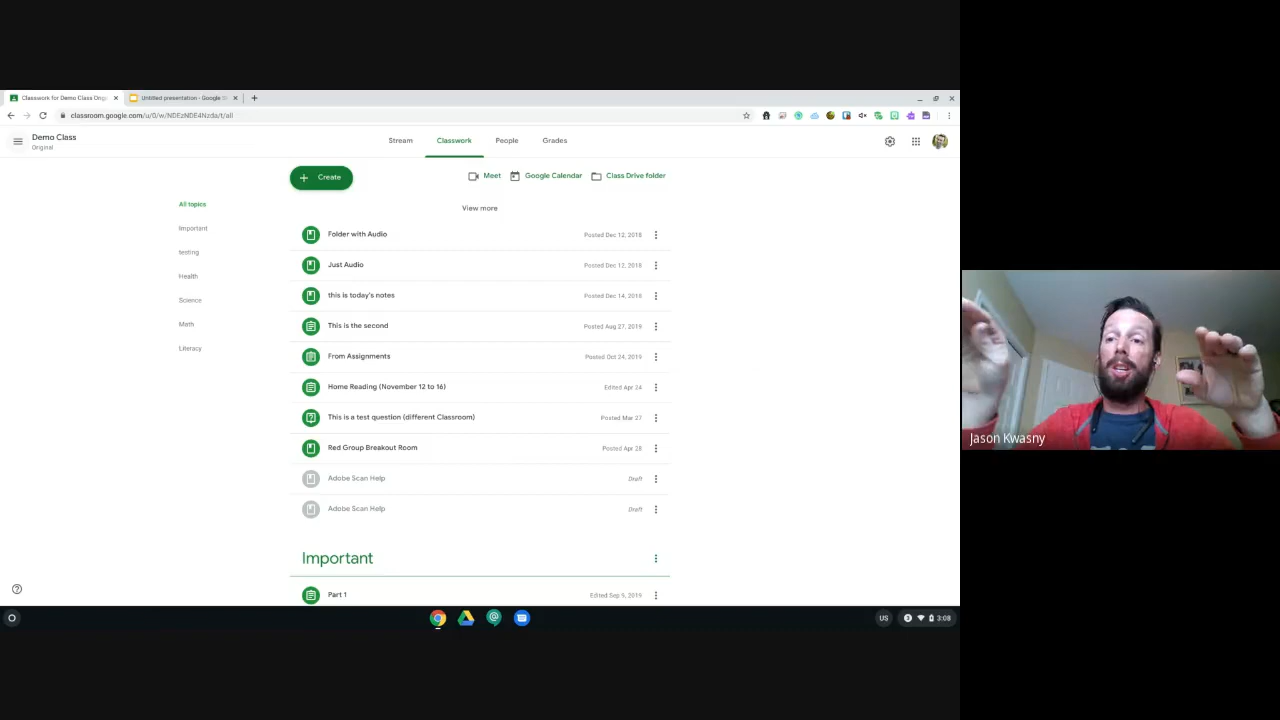 Classwork for Demo Class Orig
Untitled presentation - Google Sl
classroom.google.com/u/0/w/NDEzNDE4Nzda/t/all
Demo Class
Original
Stream
Classwork
People
Grades
Create
Meet
Google Calendar
Class Drive folder
View more
All topics
Important
testing
Health
Science
Math
Literacy
Folder with Audio Posted Dec 12, 2018
Just Audio Posted Dec 12, 2018
this is today's notes Posted Dec 14, 2018
This is the second Posted Aug 27, 2019
From Assignments Posted Oct 24, 2019
Home Reading (November 12 to 16) Edited Apr 24
This is a test question (different Classroom) Posted Mar 27
Red Group Breakout Room Posted Apr 28
Adobe Scan Help Draft
Adobe Scan Help Draft
Important
Part 1 Edited Sep 9, 2019
US
3:08
Jason Kwasny